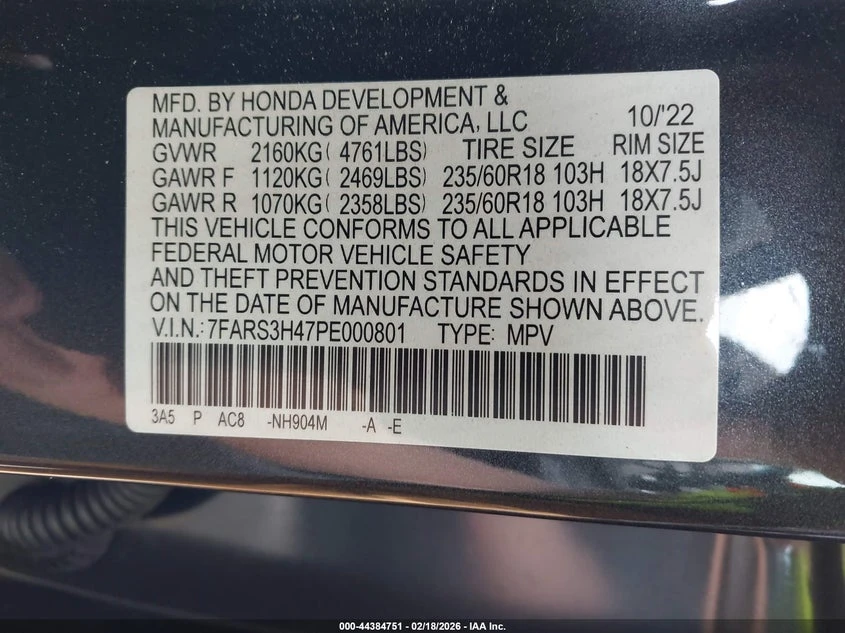 MFD. BY HONDA DEVELOPMENT &
MANUFACTURING OF AMERICA, LLC 10/'22
GVWR 2160KG( 4761LBS) TIRE SIZE RIM SIZE
GAWR F 1120KG( 2469LBS) 235/60R18 103H 18X7.5J
GAWR R 1070KG( 2358LBS) 235/60R18 103H 18X7.5J
THIS VEHICLE CONFORMS TO ALL APPLICABLE
FEDERAL MOTOR VEHICLE SAFETY
AND THEFT PREVENTION STANDARDS IN EFFECT
ON THE DATE OF MANUFACTURE SHOWN ABOVE.
V.I.N.: 7FARS3H47PE000801 TYPE: MPV
3A5 P AC8 -NH904M -A -E
000-44384751 — 02/18/2026 — IAA Inc.